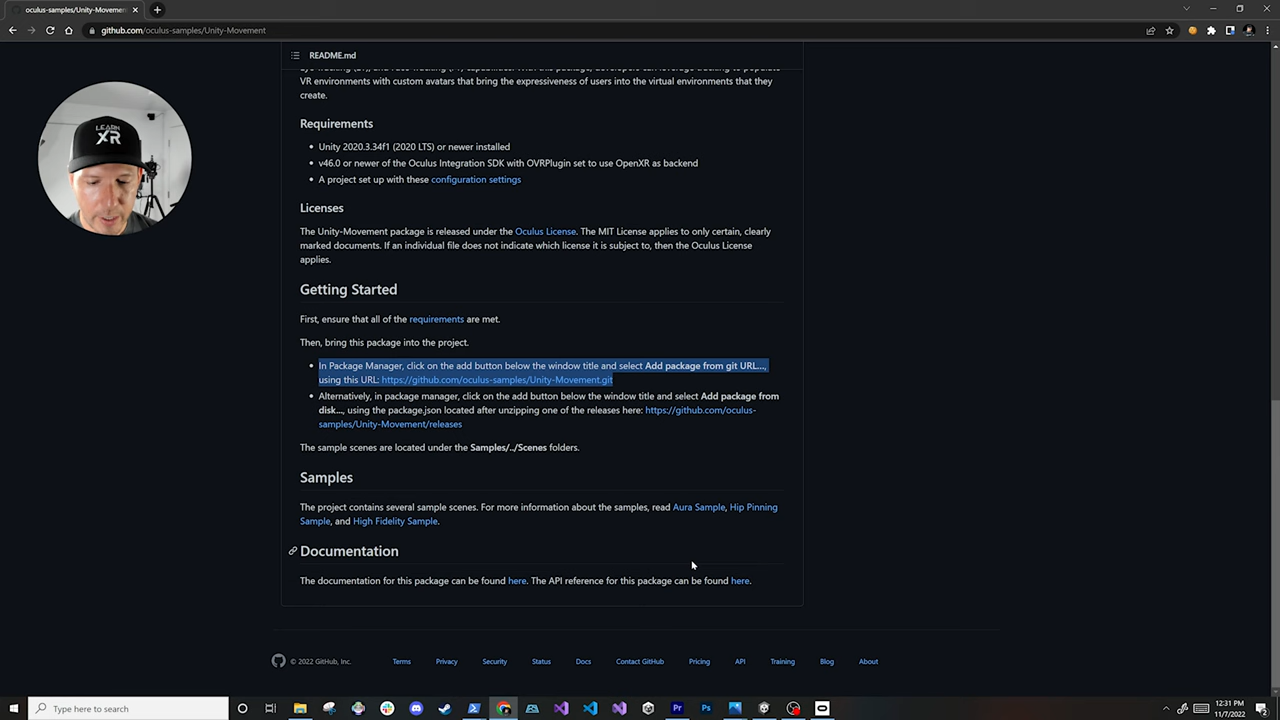 oculus-samples/Unity-Movement
github.com/oculus-samples/Unity-Movement
README.md
VR environments with custom avatars that bring the expressiveness of users into the virtual environments that they
create.
LEARN
XR
Requirements
• Unity 2020.3.34f1 (2020 LTS) or newer installed
• v46.0 or newer of the Oculus Integration SDK with OVRPlugin set to use OpenXR as backend
• A project set up with these configuration settings
Licenses
The Unity-Movement package is released under the Oculus License. The MIT License applies to only certain, clearly
marked documents. If an individual file does not indicate which license it is subject to, then the Oculus License
applies.
Getting Started
First, ensure that all of the requirements are met.
Then, bring this package into the project.
• In Package Manager, click on the add button below the window title and select Add package from git URL...,
using this URL: https://github.com/oculus-samples/Unity-Movement.git
• Alternatively, in package manager, click on the add button below the window title and select Add package from
disk..., using the package.json located after unzipping one of the releases here: https://github.com/oculus-
samples/Unity-Movement/releases
The sample scenes are located under the Samples/../Scenes folders.
Samples
The project contains several sample scenes. For more information about the samples, read Aura Sample, Hip Pinning
Sample, and High Fidelity Sample.
Documentation
The documentation for this package can be found here. The API reference for this package can be found here.
© 2022 GitHub, Inc. Terms Privacy Security Status Docs Contact GitHub Pricing API Training Blog About
Type here to search
Pr
Ps
12:31 PM
11/7/2022